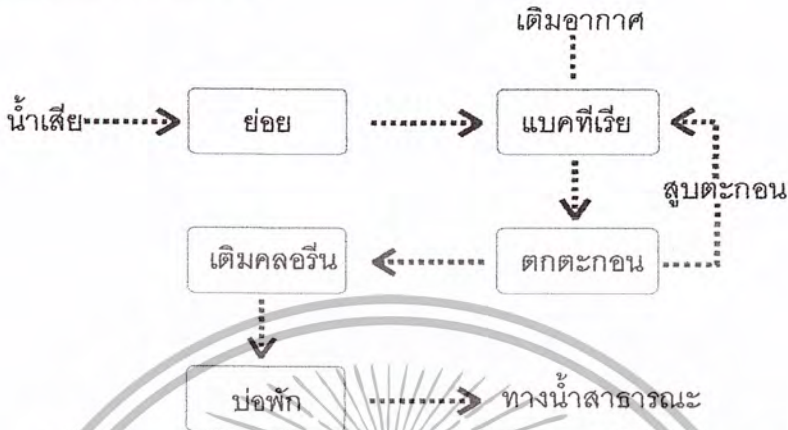 เติมอากาศ
น้ำเสีย ย่อย แบคทีเรีย
สูบตะกอน
เติมคลอรีน ตกตะกอน
บ่อพัก ทางน้ำสาธารณะ